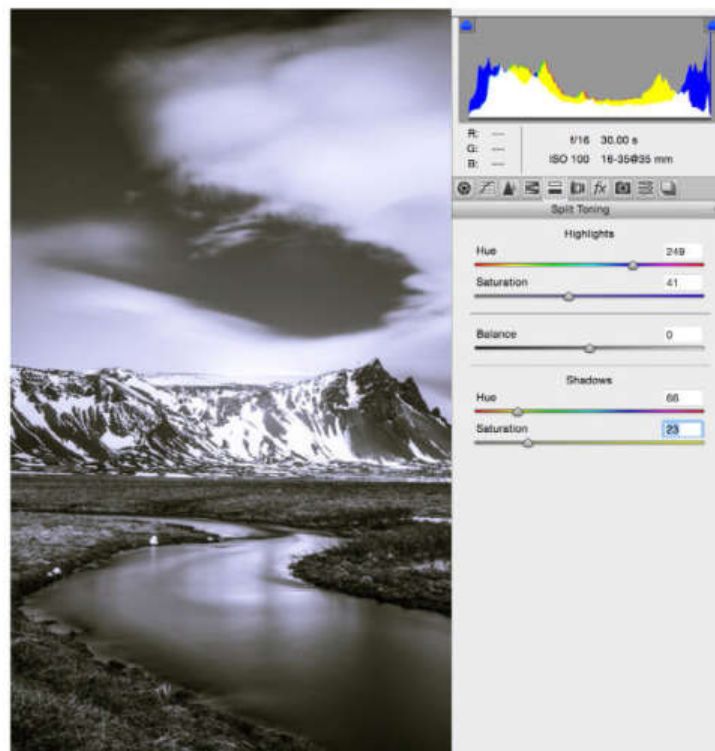 R: ---
G: ---
B: ---
f/16 30.00 s
ISO 100 16-35@35 mm
fx
Split Toning
Highlights
Hue 249
Saturation 41
Balance 0
Shadows
Hue 66
Saturation 23